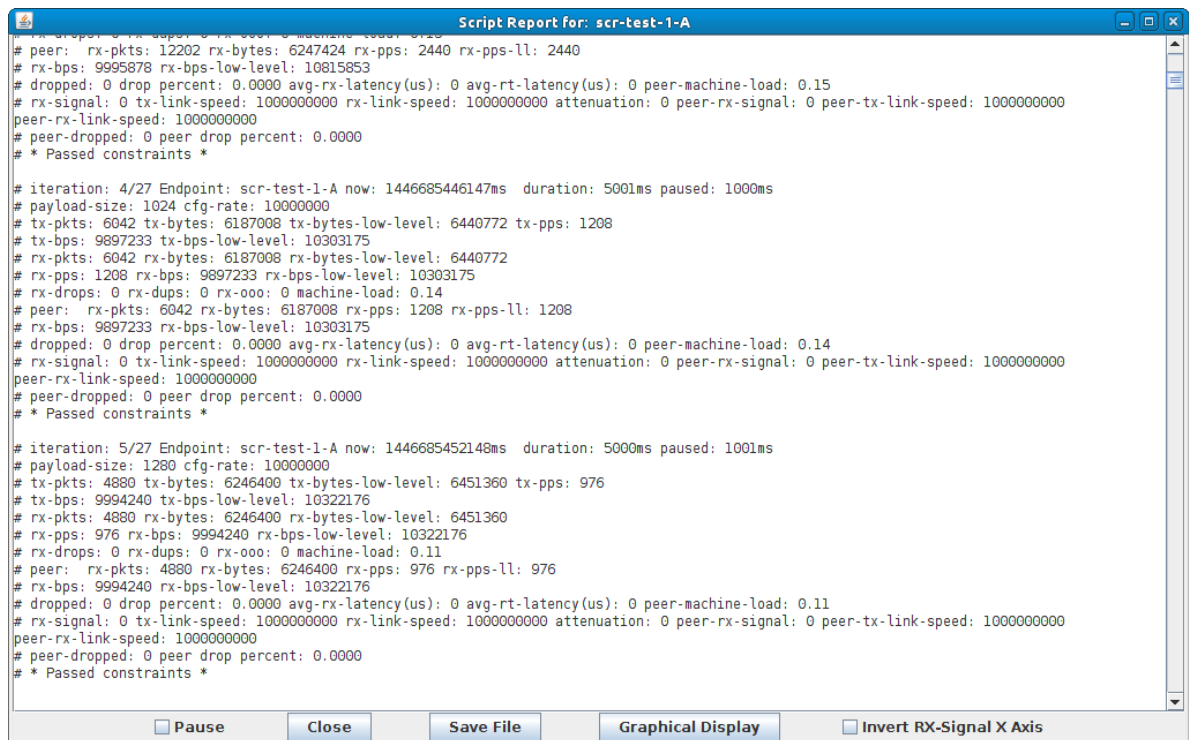 Script Report for: scr-test-1-A
# rx-drops: 0 rx-dups: 0 rx-ooo: 0 machine-load: 0.15
# peer:  rx-pkts: 12202 rx-bytes: 6247424 rx-pps: 2440 rx-pps-ll: 2440
# rx-bps: 9995878 rx-bps-low-level: 10815853
# dropped: 0 drop percent: 0.0000 avg-rx-latency(us): 0 avg-rt-latency(us): 0 peer-machine-load: 0.15
# rx-signal: 0 tx-link-speed: 1000000000 rx-link-speed: 1000000000 attenuation: 0 peer-rx-signal: 0 peer-tx-link-speed: 1000000000
peer-rx-link-speed: 1000000000
# peer-dropped: 0 peer drop percent: 0.0000
# * Passed constraints *
# iteration: 4/27 Endpoint: scr-test-1-A now: 1446685446147ms  duration: 5001ms paused: 1000ms
# payload-size: 1024 cfg-rate: 10000000
# tx-pkts: 6042 tx-bytes: 6187008 tx-bytes-low-level: 6440772 tx-pps: 1208
# tx-bps: 9897233 tx-bps-low-level: 10303175
# rx-pkts: 6042 rx-bytes: 6187008 rx-bytes-low-level: 6440772
# rx-pps: 1208 rx-bps: 9897233 rx-bps-low-level: 10303175
# rx-drops: 0 rx-dups: 0 rx-ooo: 0 machine-load: 0.14
# peer:  rx-pkts: 6042 rx-bytes: 6187008 rx-pps: 1208 rx-pps-ll: 1208
# rx-bps: 9897233 rx-bps-low-level: 10303175
# dropped: 0 drop percent: 0.0000 avg-rx-latency(us): 0 avg-rt-latency(us): 0 peer-machine-load: 0.14
# rx-signal: 0 tx-link-speed: 1000000000 rx-link-speed: 1000000000 attenuation: 0 peer-rx-signal: 0 peer-tx-link-speed: 1000000000
peer-rx-link-speed: 1000000000
# peer-dropped: 0 peer drop percent: 0.0000
# * Passed constraints *
# iteration: 5/27 Endpoint: scr-test-1-A now: 1446685452148ms  duration: 5000ms paused: 1001ms
# payload-size: 1280 cfg-rate: 10000000
# tx-pkts: 4880 tx-bytes: 6246400 tx-bytes-low-level: 6451360 tx-pps: 976
# tx-bps: 9994240 tx-bps-low-level: 10322176
# rx-pkts: 4880 rx-bytes: 6246400 rx-bytes-low-level: 6451360
# rx-pps: 976 rx-bps: 9994240 rx-bps-low-level: 10322176
# rx-drops: 0 rx-dups: 0 rx-ooo: 0 machine-load: 0.11
# peer:  rx-pkts: 4880 rx-bytes: 6246400 rx-pps: 976 rx-pps-ll: 976
# rx-bps: 9994240 rx-bps-low-level: 10322176
# dropped: 0 drop percent: 0.0000 avg-rx-latency(us): 0 avg-rt-latency(us): 0 peer-machine-load: 0.11
# rx-signal: 0 tx-link-speed: 1000000000 rx-link-speed: 1000000000 attenuation: 0 peer-rx-signal: 0 peer-tx-link-speed: 1000000000
peer-rx-link-speed: 1000000000
# peer-dropped: 0 peer drop percent: 0.0000
# * Passed constraints *
Pause Close Save File Graphical Display Invert RX-Signal X Axis